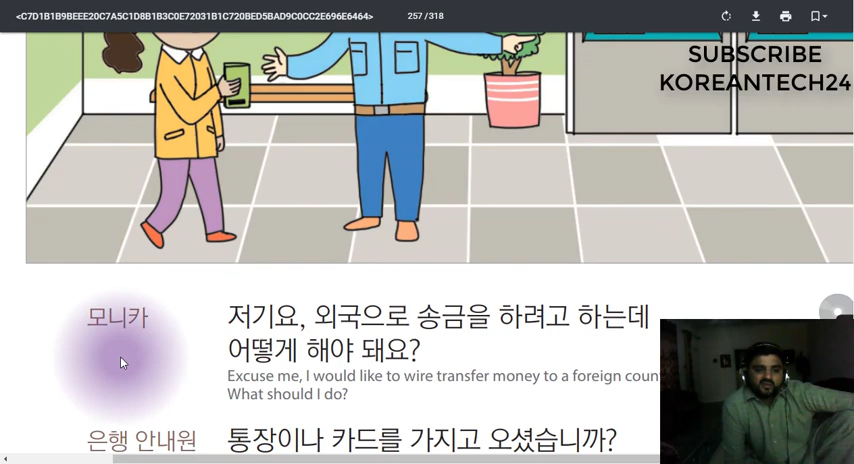 <C7D1B1B9BEEE20C7A5C1D8B1B3C0E72031B1C720BED5BAD9C0CC2E696E6464>
257 / 318
SUBSCRIBE
KOREANTECH24
모니카
저기요, 외국으로 송금을 하려고 하는데
어떻게 해야 돼요?
Excuse me, I would like to wire transfer money to a foreign
What should I do?
은행 안내원
통장이나 카드를 가지고 오셨습니까?